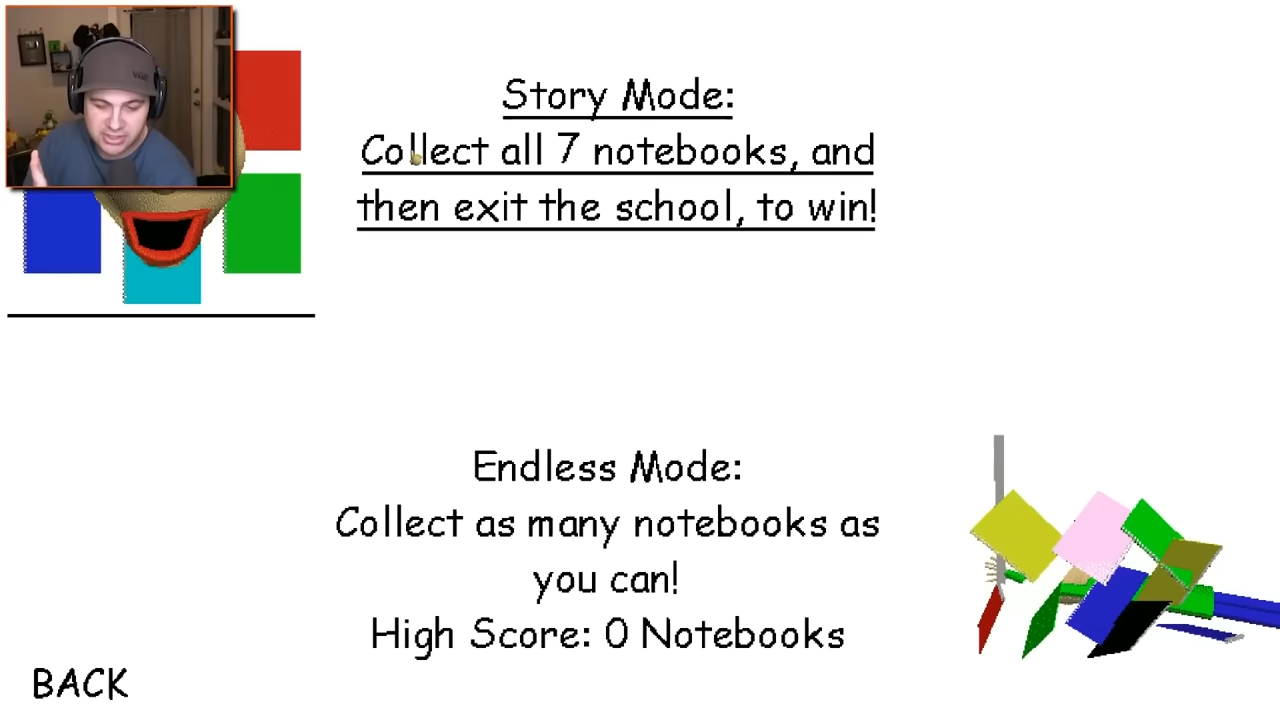 Story Mode:
Collect all 7 notebooks, and
then exit the school, to win!
Endless Mode:
Collect as many notebooks as
you can!
High Score: 0 Notebooks
BACK